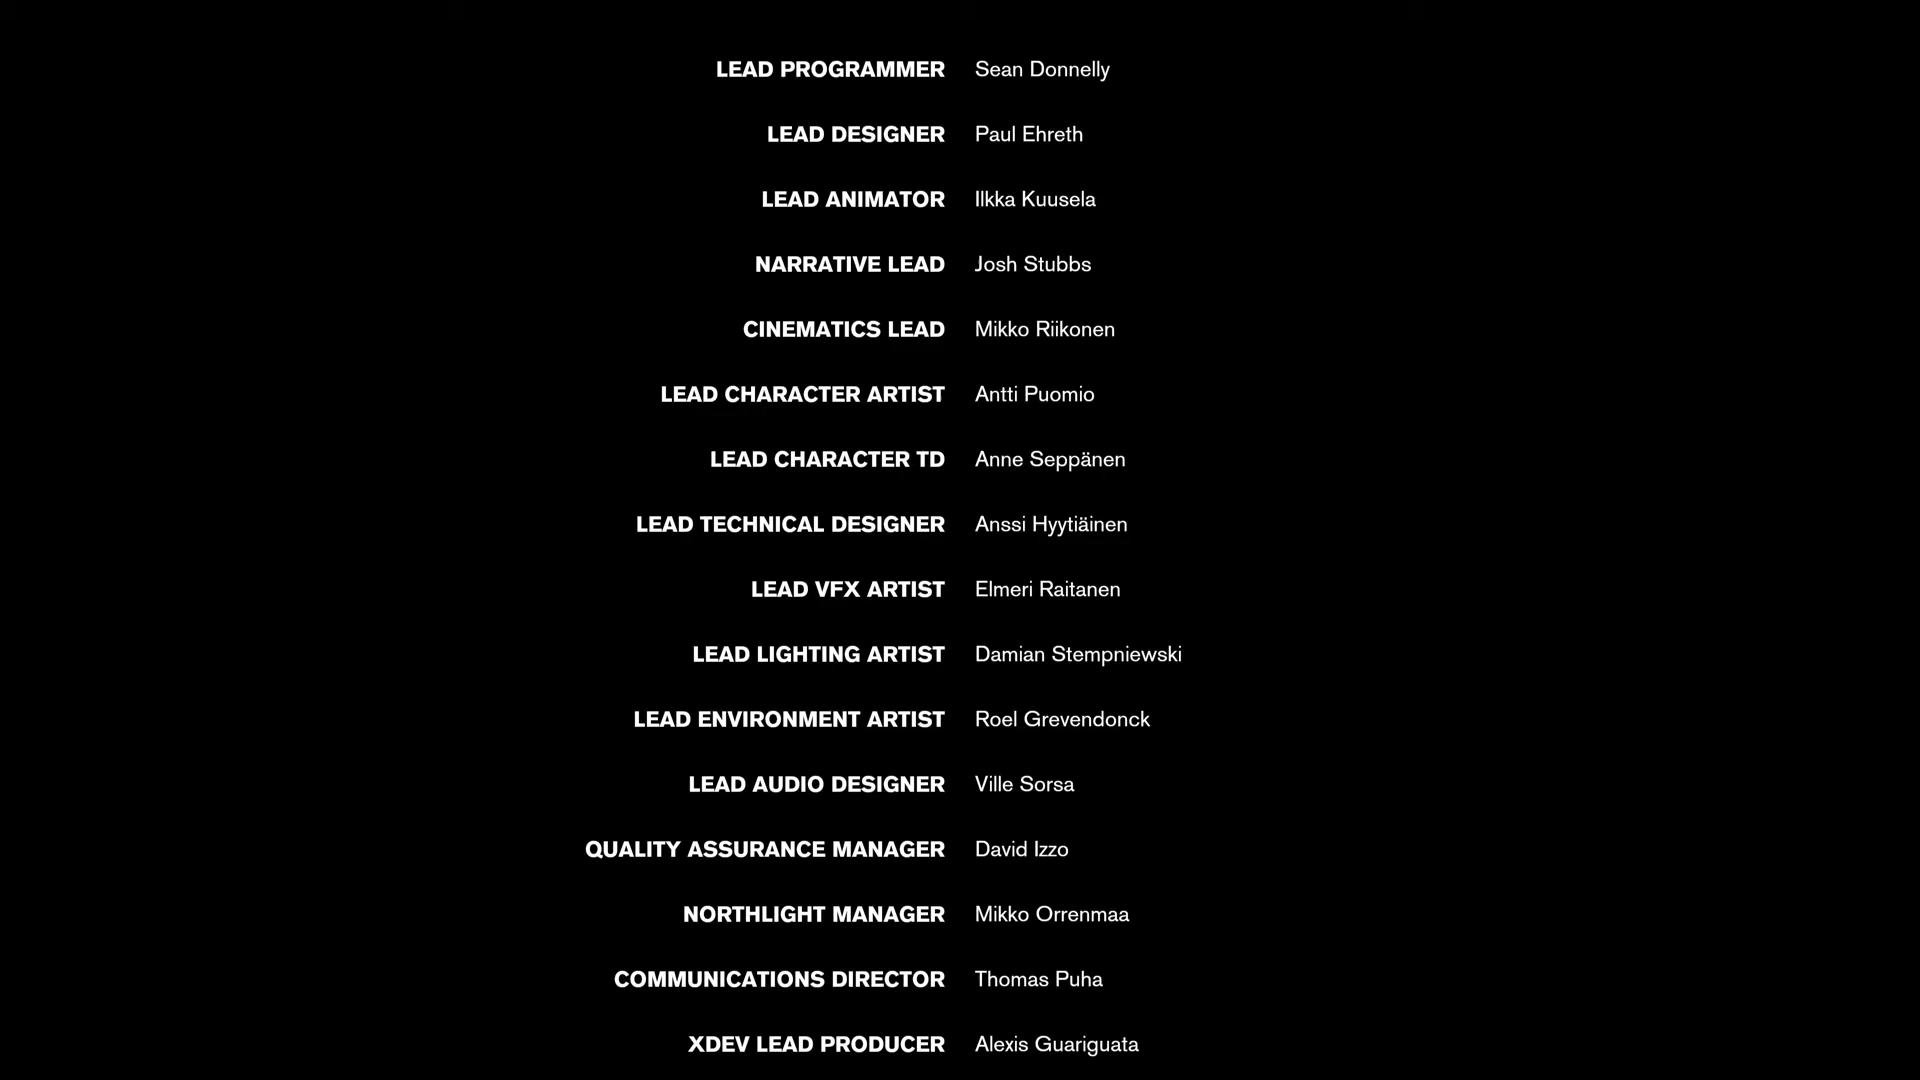 LEAD PROGRAMMER Sean Donnelly
LEAD DESIGNER Paul Ehreth
LEAD ANIMATOR Ilkka Kuusela
NARRATIVE LEAD Josh Stubbs
CINEMATICS LEAD Mikko Riikonen
LEAD CHARACTER ARTIST Antti Puomio
LEAD CHARACTER TD Anne Seppänen
LEAD TECHNICAL DESIGNER Anssi Hyytiäinen
LEAD VFX ARTIST Elmeri Raitanen
LEAD LIGHTING ARTIST Damian Stempniewski
LEAD ENVIRONMENT ARTIST Roel Grevendonck
LEAD AUDIO DESIGNER Ville Sorsa
QUALITY ASSURANCE MANAGER David Izzo
NORTHLIGHT MANAGER Mikko Orrenmaa
COMMUNICATIONS DIRECTOR Thomas Puha
XDEV LEAD PRODUCER Alexis Guariguata